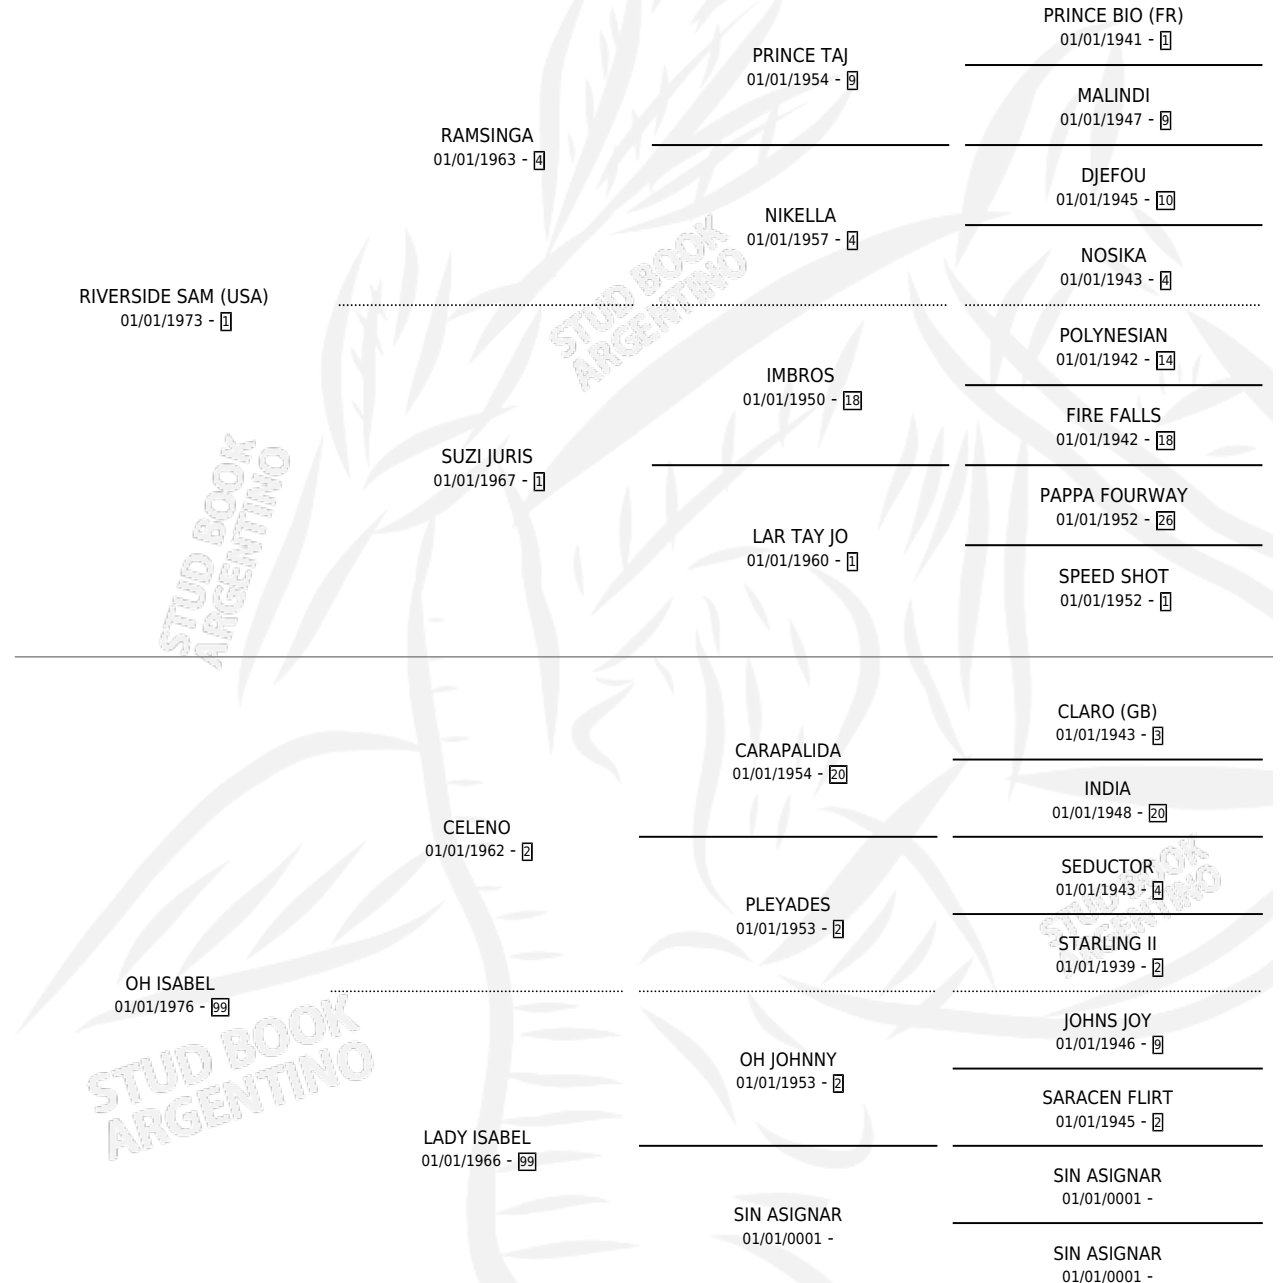 PRINCE BIO (FR)
01/01/1941 - 1
PRINCE TAJ
01/01/1954 - 9
MALINDI
01/01/1947 - 9
RAMSINGA
01/01/1963 - 4
DJEFOU
01/01/1945 - 10
NIKELLA
01/01/1957 - 4
NOSIKA
01/01/1943 - 4
RIVERSIDE SAM (USA)
01/01/1973 - 1
POLYNESIAN
01/01/1942 - 14
IMBROS
01/01/1950 - 18
FIRE FALLS
01/01/1942 - 18
SUZI JURIS
01/01/1967 - 1
PAPPA FOURWAY
01/01/1952 - 26
LAR TAY JO
01/01/1960 - 1
SPEED SHOT
01/01/1952 - 1
CLARO (GB)
01/01/1943 - 3
CARAPALIDA
01/01/1954 - 20
INDIA
01/01/1948 - 20
CELENO
01/01/1962 - 2
SEDUCTOR
01/01/1943 - 4
PLEYADES
01/01/1953 - 2
STARLING II
01/01/1939 - 2
OH ISABEL
01/01/1976 - 99
JOHNS JOY
01/01/1946 - 9
OH JOHNNY
01/01/1953 - 2
SARACEN FLIRT
01/01/1945 - 2
LADY ISABEL
01/01/1966 - 99
SIN ASIGNAR
01/01/0001 -
SIN ASIGNAR
01/01/0001 -
SIN ASIGNAR
01/01/0001 -
STUD BOOK
ARGENTINO
STUD BOOK
ARGENTINO
STUD BOOK
ARGENTINO
STUD BOOK
ARGENTINO